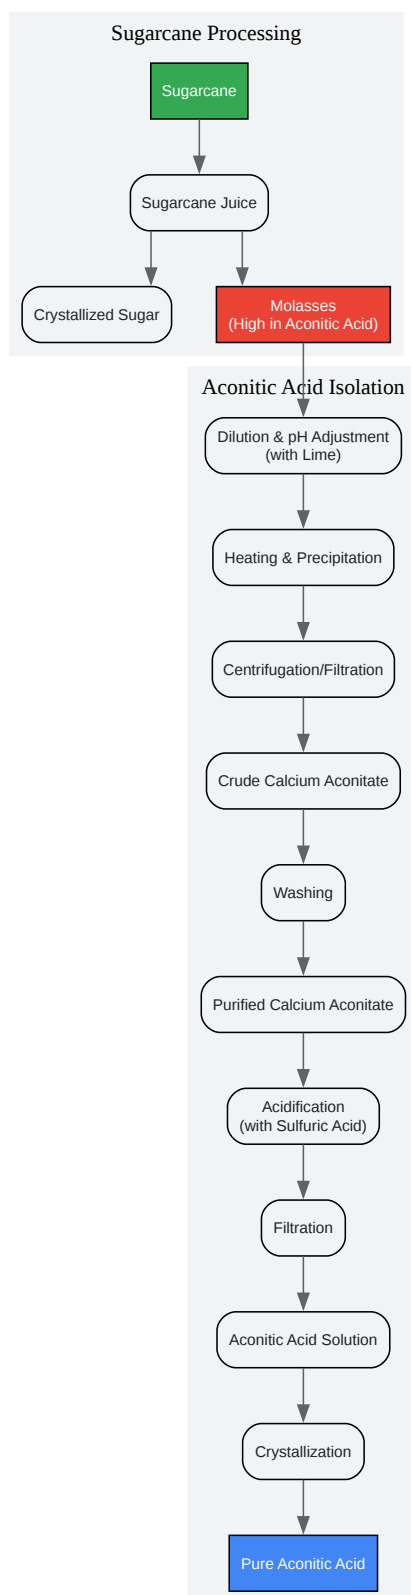 Sugarcane Processing
Sugarcane
Sugarcane Juice
Crystallized Sugar
Molasses
(High in Aconitic Acid)
Aconitic Acid Isolation
Dilution & pH Adjustment
(with Lime)
Heating & Precipitation
Centrifugation/Filtration
Crude Calcium Aconitate
Washing
Purified Calcium Aconitate
Acidification
(with Sulfuric Acid)
Filtration
Aconitic Acid Solution
Crystallization
Pure Aconitic Acid